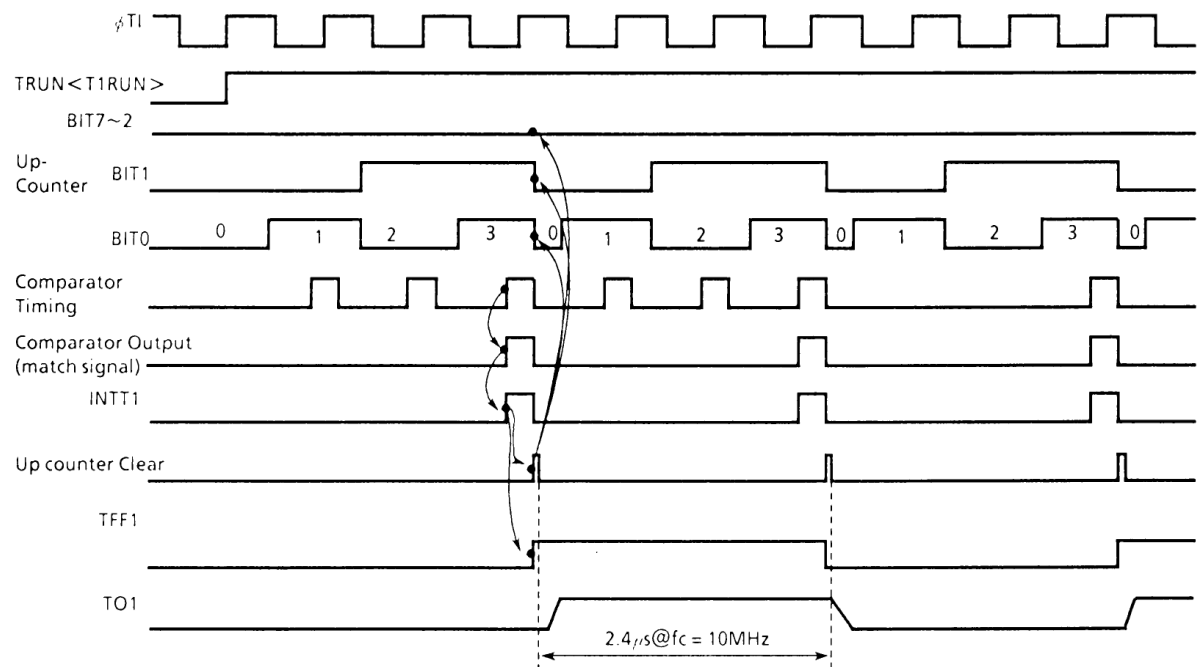 φT1
TRUN<T1RUN>
BIT7~2
Up-
Counter
BIT1
BIT0
0 1 2 3 0 1 2 3 0 1 2 3 0
Comparator
Timing
Comparator Output
(match signal)
INTT1
Up counter Clear
TFF1
TO1
2.4μs@fc = 10MHz